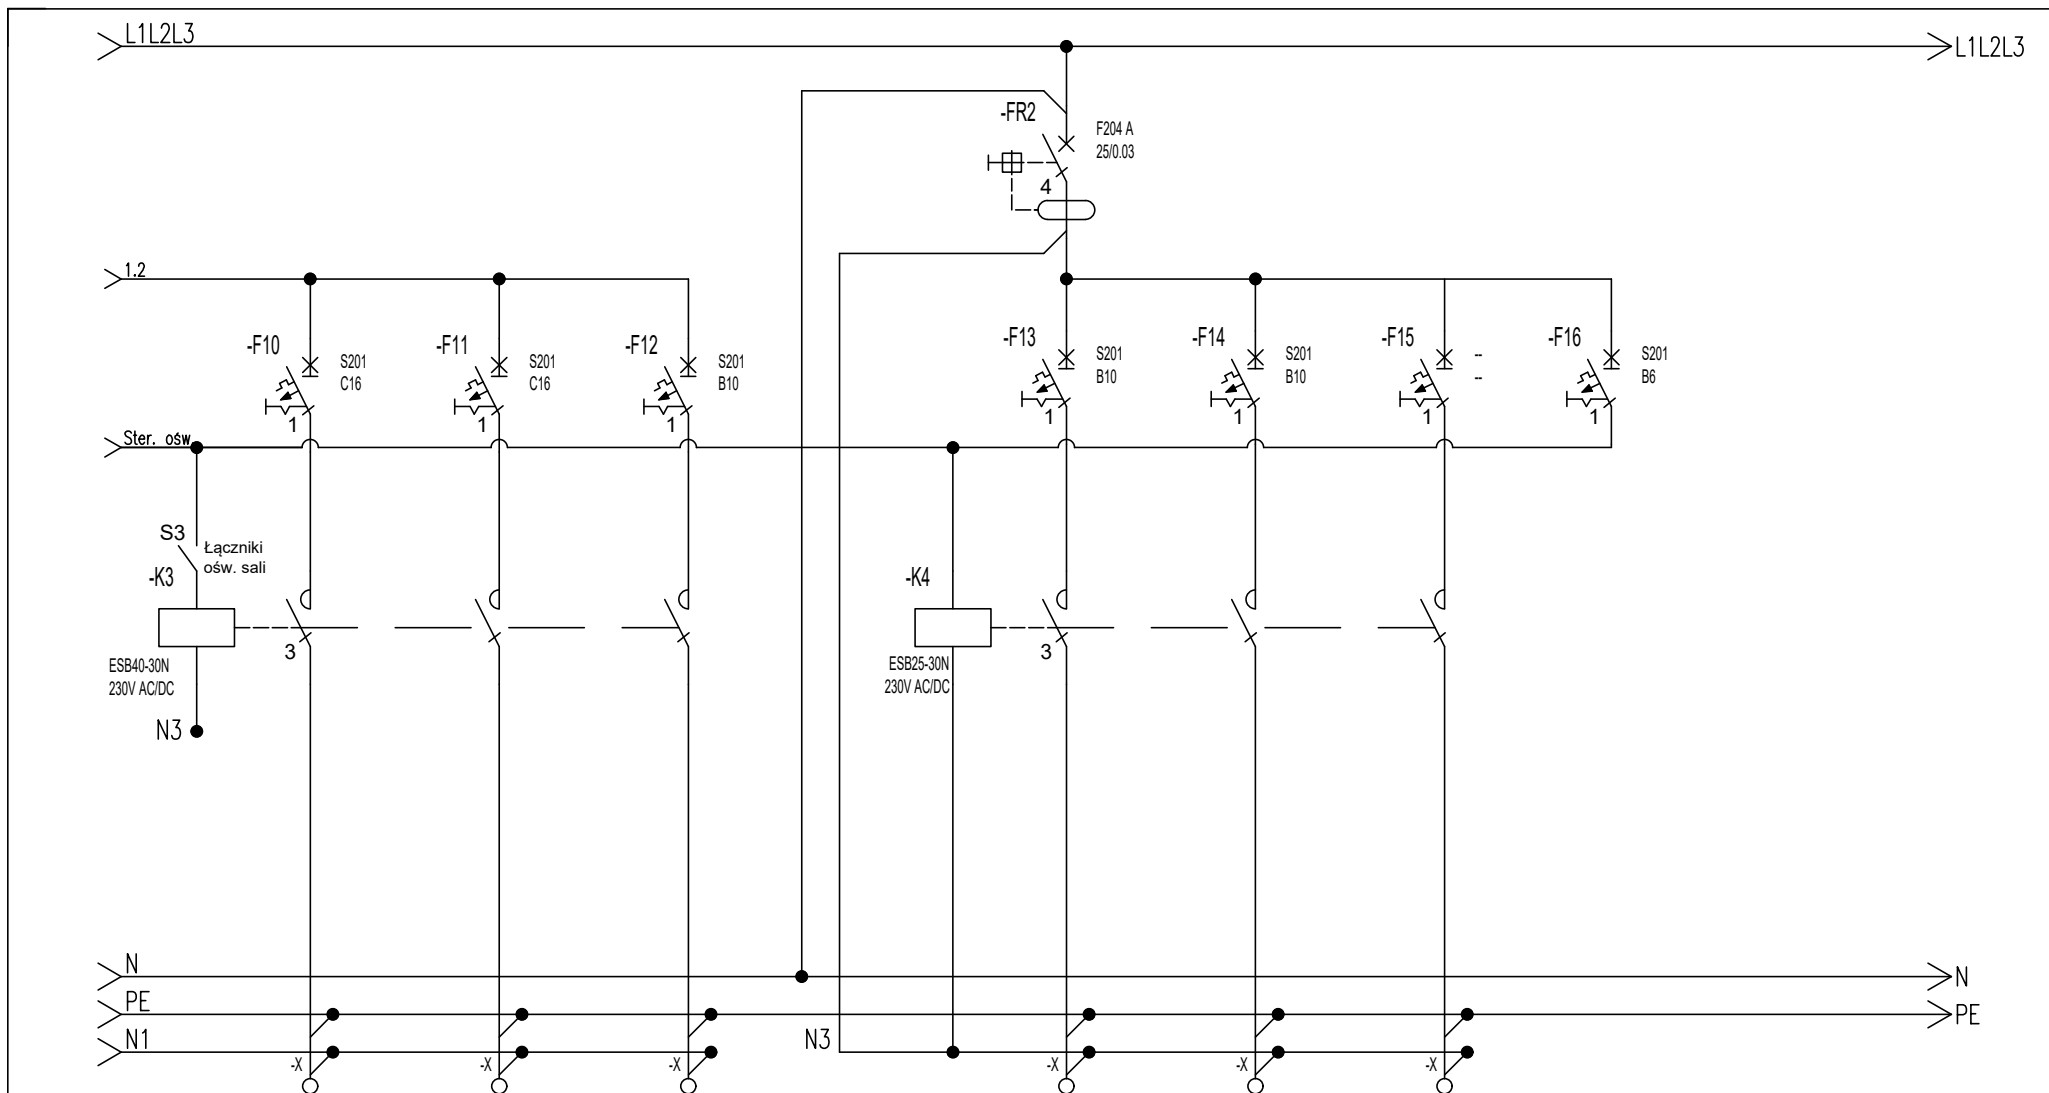 L1L2L3
L1L2L3
-FR2
F204 A
25/0.03
4
1.2
-F10
S201
C16
1
-F11
S201
C16
1
-F12
S201
B10
1
-F13
S201
B10
1
-F14
S201
B10
1
-F15
--
--
1
-F16
S201
B6
1
Ster. ośw.
S3
Łączniki
ośw. sali
-K3
3
ESB40-30N
230V AC/DC
N3
-K4
3
ESB25-30N
230V AC/DC
N
N
PE
PE
N1
N3
-X
-X
-X
-X
-X
-X